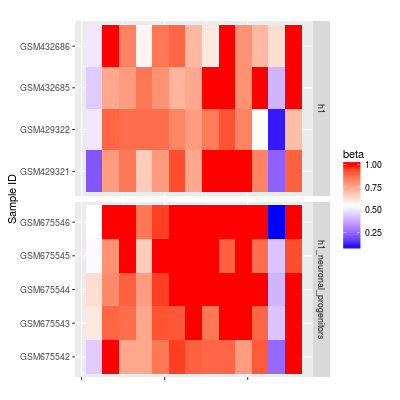 GSM432686
GSM432685
GSM429322
GSM429321
h1
GSM675546
GSM675545
GSM675544
GSM675543
GSM675542
h1_neuronal_progenitors
Sample ID
beta
1.00
0.75
0.50
0.25